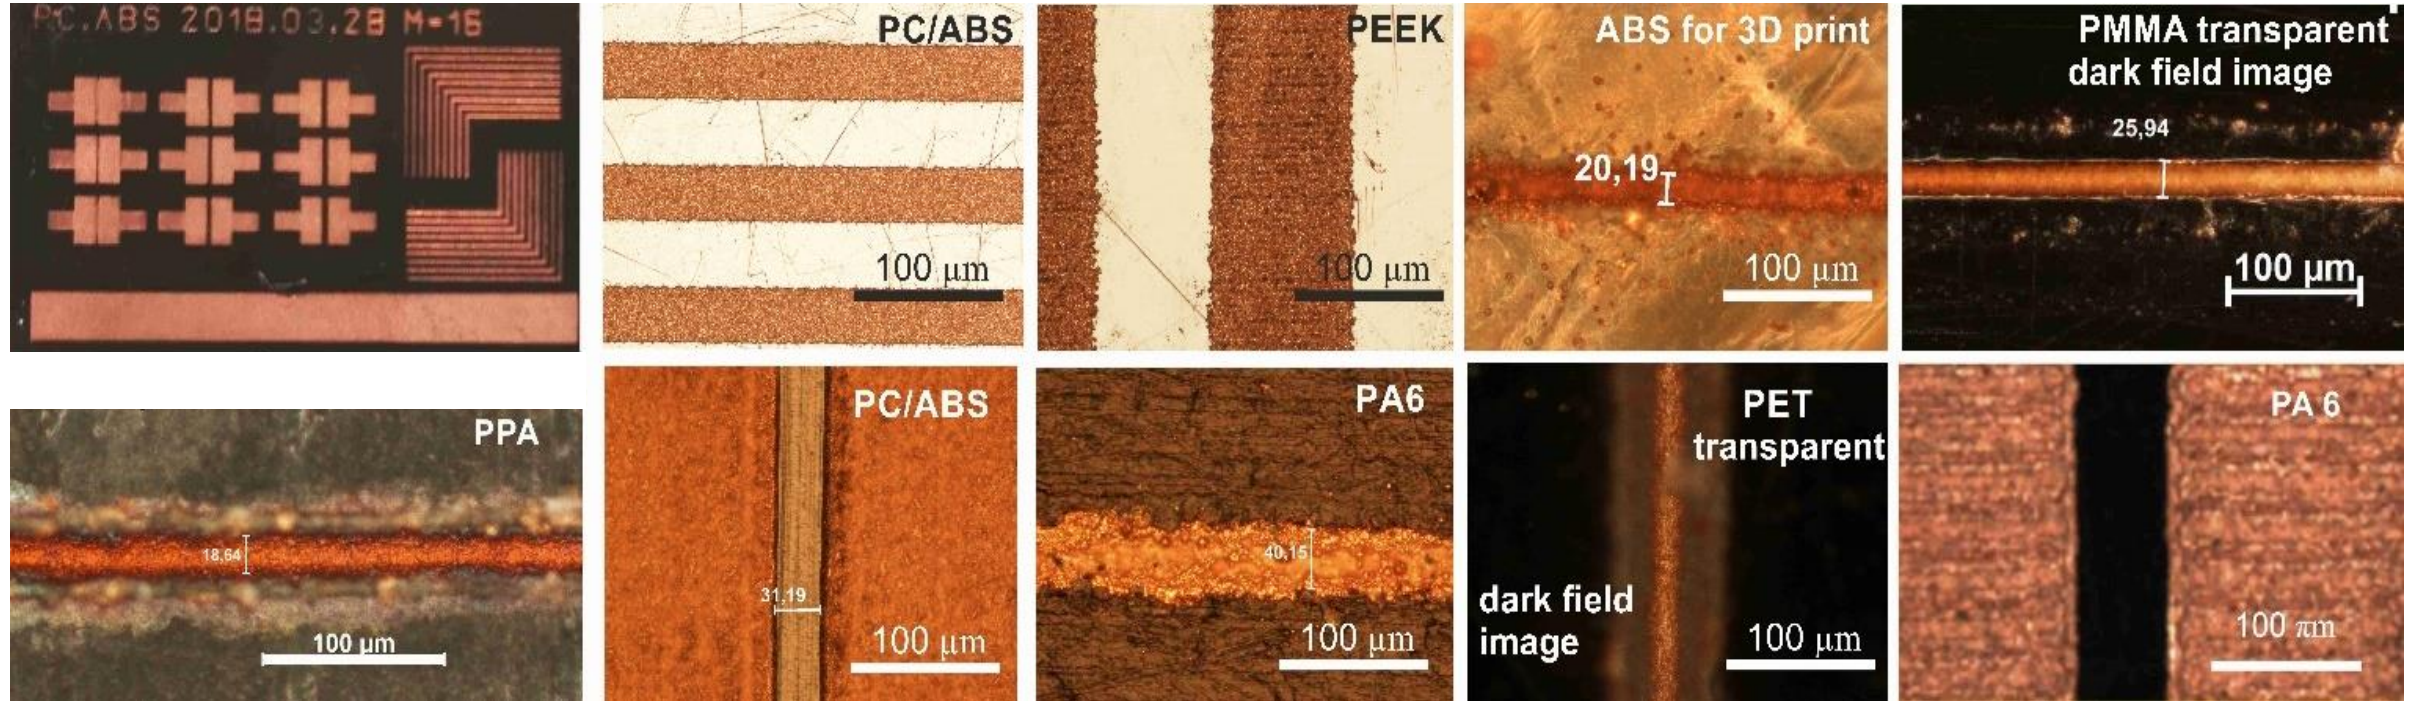 PC.ABS 2018.03.28 M=16
PC/ABS
100 µm
PEEK
100 µm
ABS for 3D print
20,19
100 µm
PMMA transparent
dark field image
25,94
100 µm
PPA
18,64
100 µm
PC/ABS
31,19
100 µm
PA6
40,15
100 µm
PET
transparent
dark field
image
100 µm
PA 6
100 πm